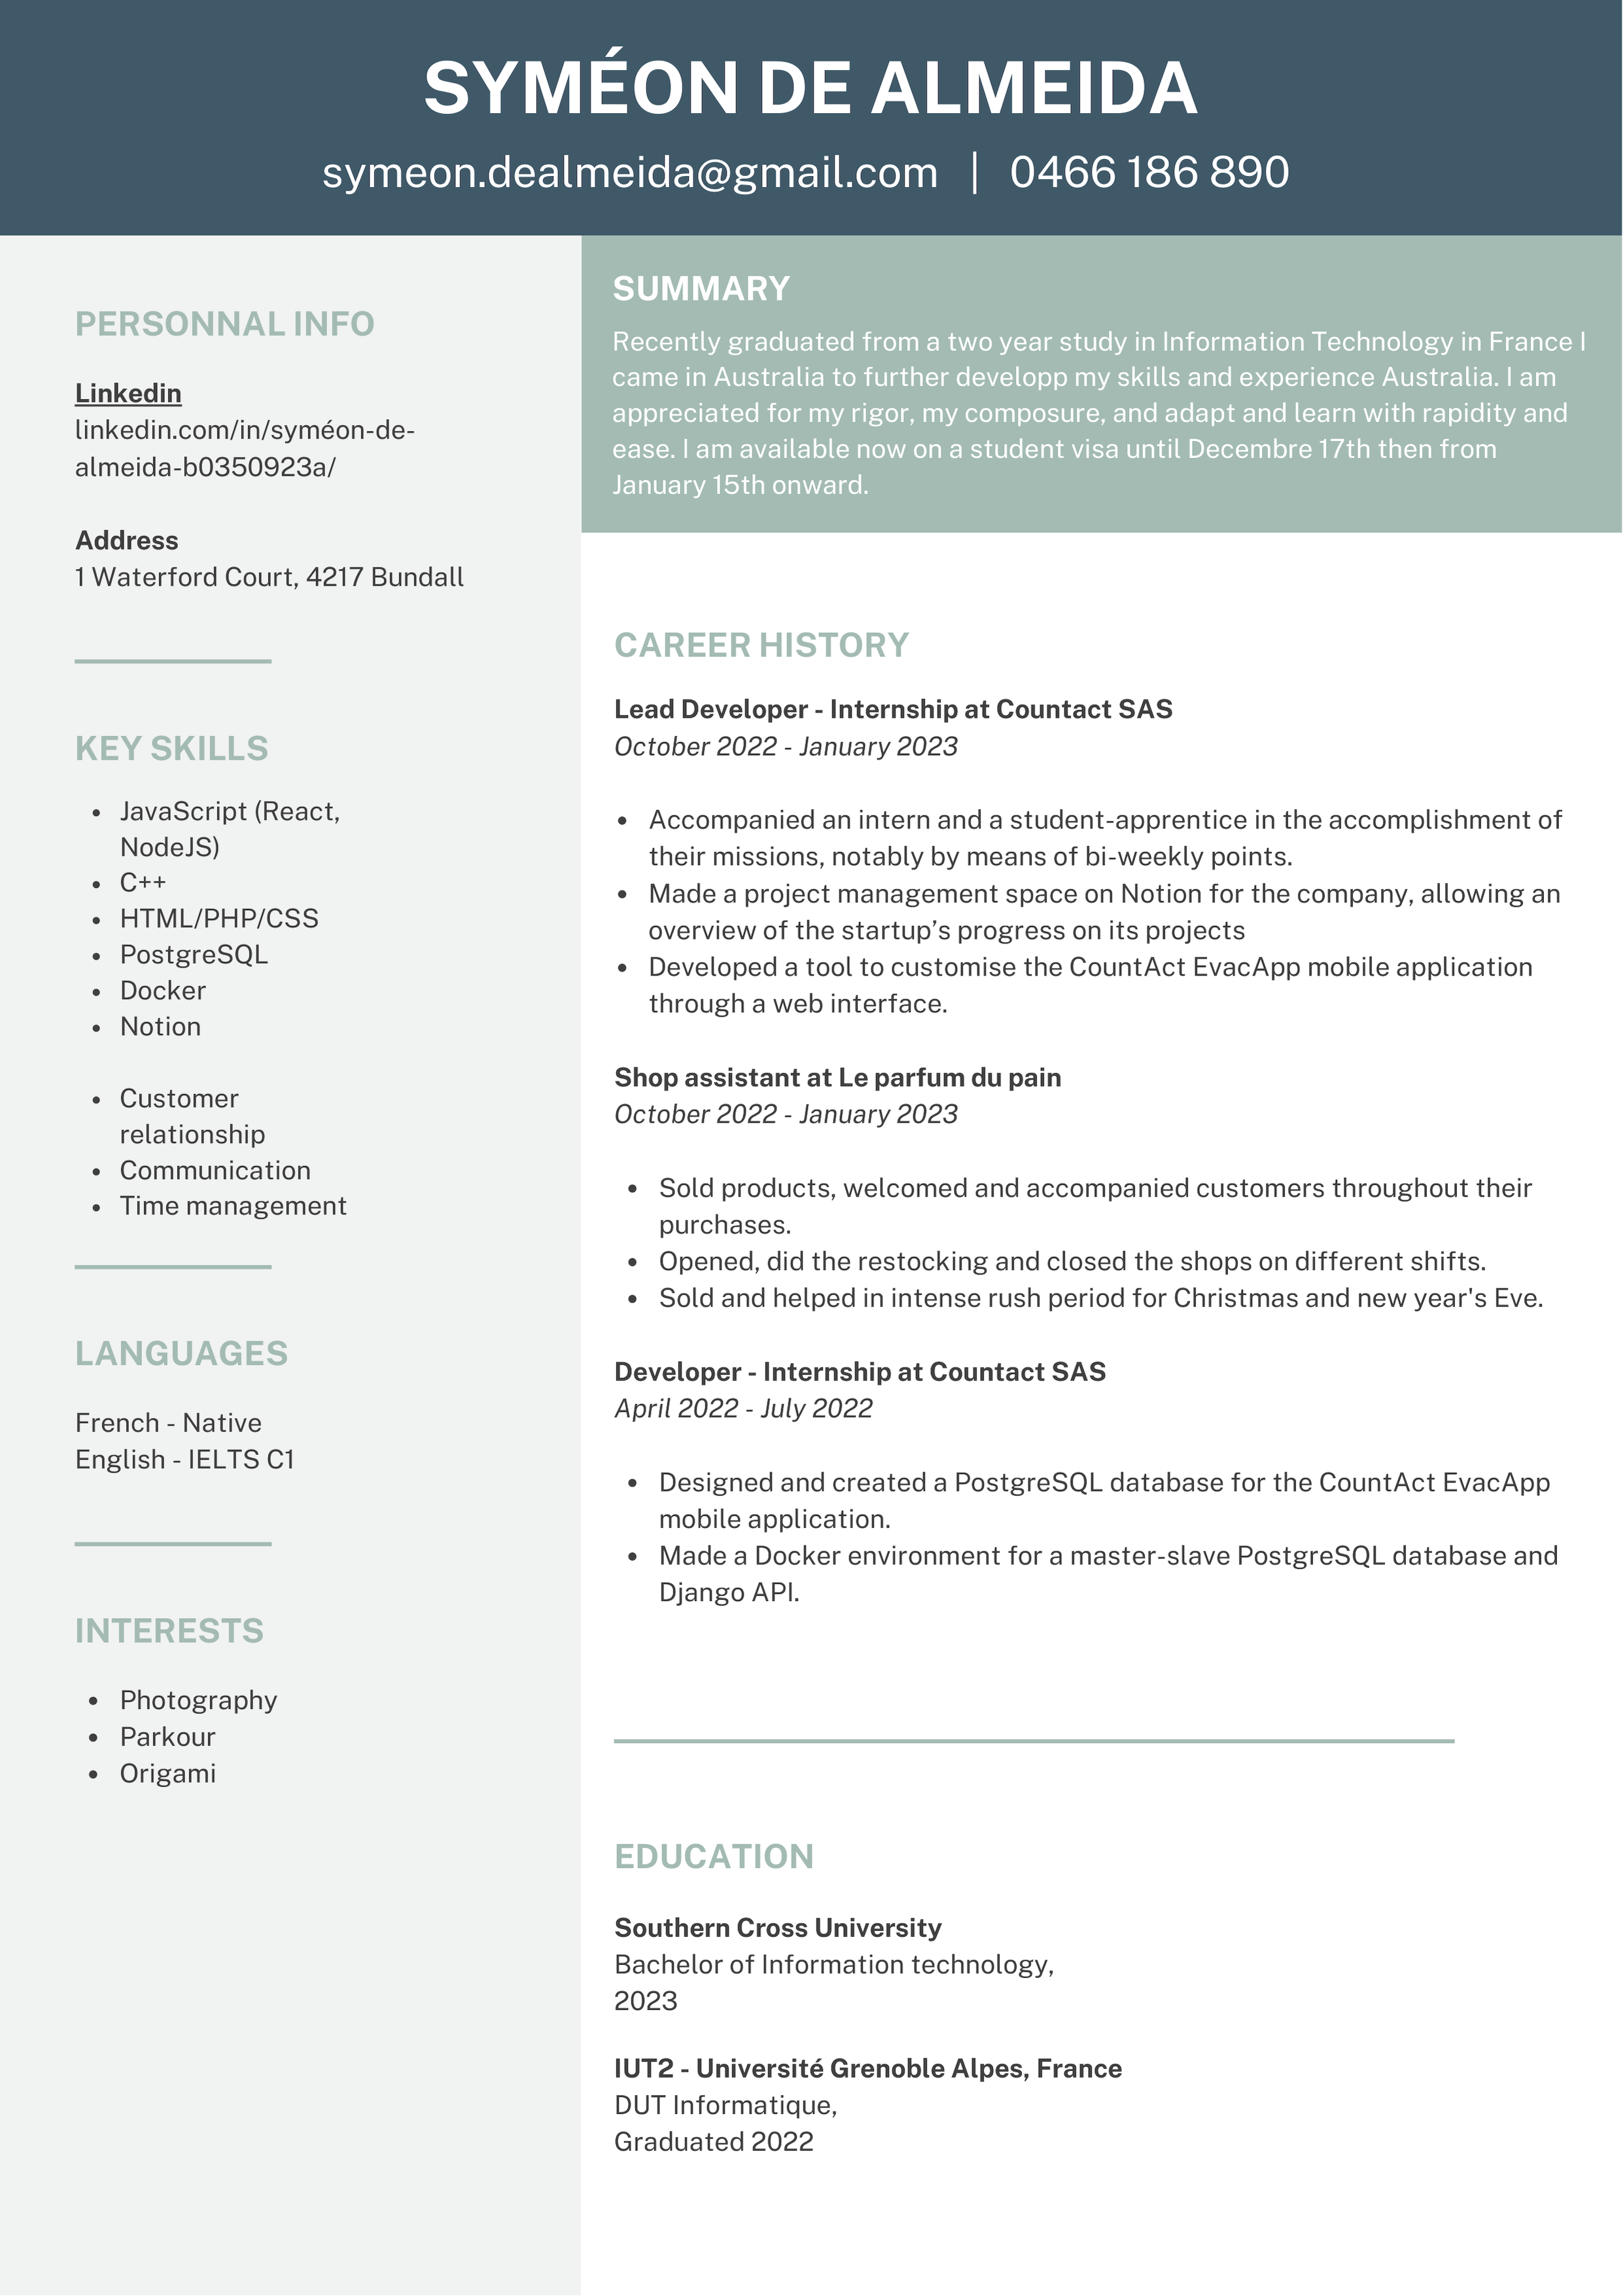 SYMÉON DE ALMEIDA
symeon.dealmeida@gmail.com | 0466 186 890
PERSONNAL INFO
Linkedin
linkedin.com/in/syméon-de-
almeida-b0350923a/
Address
1 Waterford Court, 4217 Bundall
KEY SKILLS
• JavaScript (React,
NodeJS)
• C++
• HTML/PHP/CSS
• PostgreSQL
• Docker
• Notion
• Customer
relationship
• Communication
• Time management
LANGUAGES
French - Native
English - IELTS C1
INTERESTS
• Photography
• Parkour
• Origami
SUMMARY
Recently graduated from a two year study in Information Technology in France I
came in Australia to further developp my skills and experience Australia. I am
appreciated for my rigor, my composure, and adapt and learn with rapidity and
ease. I am available now on a student visa until Decembre 17th then from
January 15th onward.
CAREER HISTORY
Lead Developer - Internship at Countact SAS
October 2022 - January 2023
• Accompanied an intern and a student-apprentice in the accomplishment of
their missions, notably by means of bi-weekly points.
• Made a project management space on Notion for the company, allowing an
overview of the startup’s progress on its projects
• Developed a tool to customise the CountAct EvacApp mobile application
through a web interface.
Shop assistant at Le parfum du pain
October 2022 - January 2023
• Sold products, welcomed and accompanied customers throughout their
purchases.
• Opened, did the restocking and closed the shops on different shifts.
• Sold and helped in intense rush period for Christmas and new year's Eve.
Developer - Internship at Countact SAS
April 2022 - July 2022
• Designed and created a PostgreSQL database for the CountAct EvacApp
mobile application.
• Made a Docker environment for a master-slave PostgreSQL database and
Django API.
EDUCATION
Southern Cross University
Bachelor of Information technology,
2023
IUT2 - Université Grenoble Alpes, France
DUT Informatique,
Graduated 2022